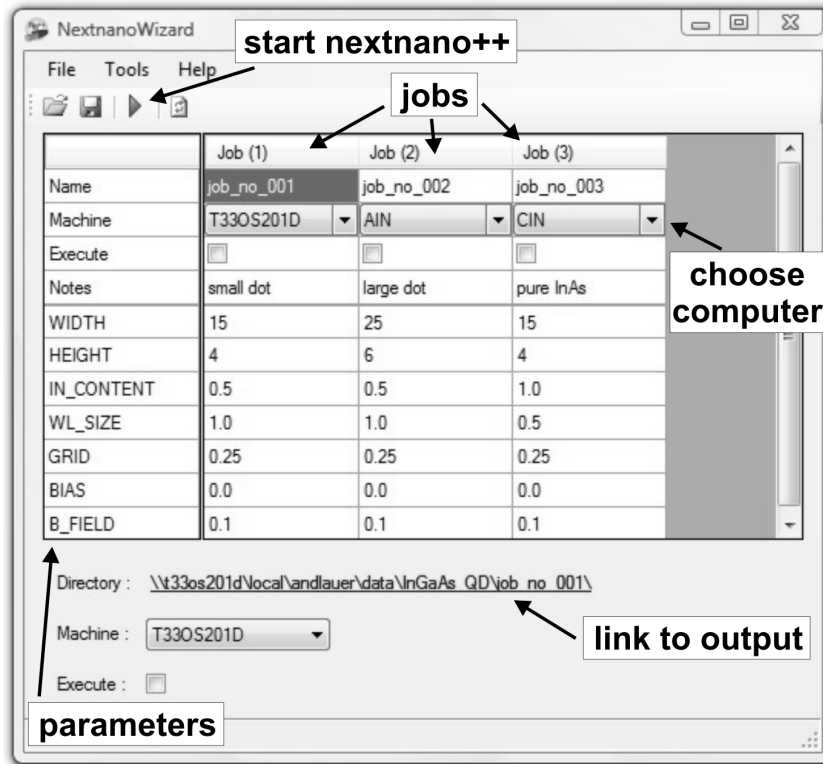 NextnanoWizard
start nextnano++
File Tools Help
jobs
Job (1) Job (2) Job (3)
Name job_no_001 job_no_002 job_no_003
Machine T33OS201D AIN CIN
Execute
Notes small dot large dot pure InAs
choose
computer
WIDTH 15 25 15
HEIGHT 4 6 4
IN_CONTENT 0.5 0.5 1.0
WL_SIZE 1.0 1.0 0.5
GRID 0.25 0.25 0.25
BIAS 0.0 0.0 0.0
B_FIELD 0.1 0.1 0.1
Directory : \\t33os201d\local\andlauer\data\InGaAs_QD\job_no_001\
Machine : T33OS201D
link to output
Execute :
parameters